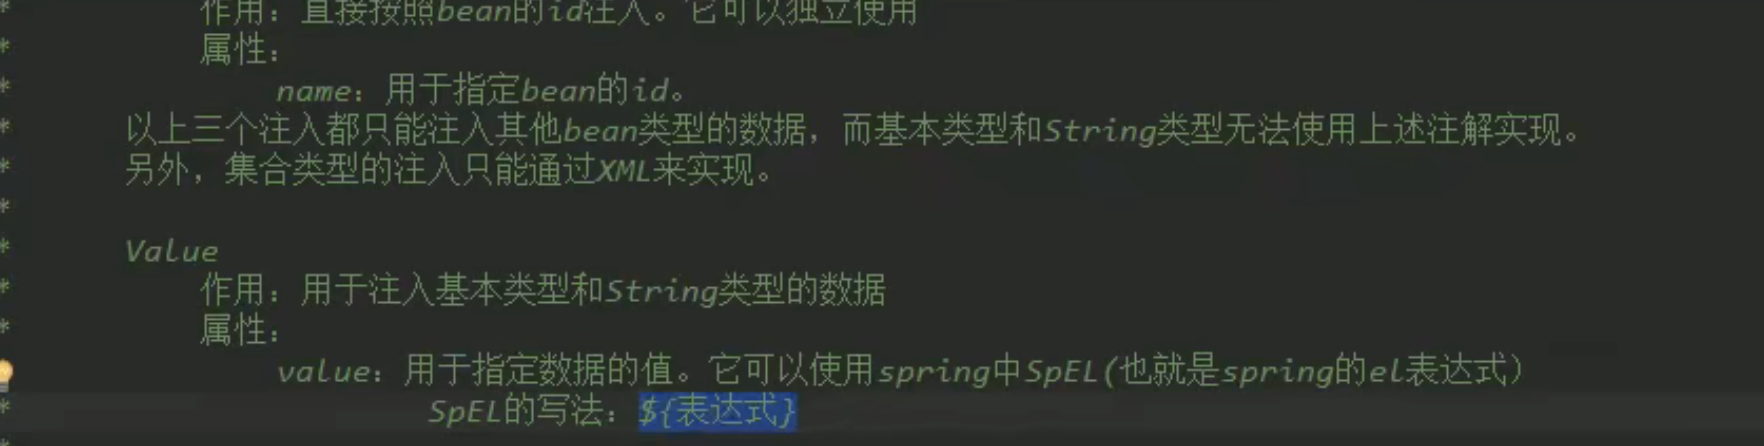 作用：直接按照bean的id注入。它可以独立使用
* 属性：
* name：用于指定bean的id。
* 以上三个注入都只能注入其他bean类型的数据，而基本类型和String类型无法使用上述注解实现。
* 另外，集合类型的注入只能通过XML来实现。
*
* Value
* 作用：用于注入基本类型和String类型的数据
* 属性：
value：用于指定数据的值。它可以使用spring中SpEL(也就是spring的el表达式）
* SpEL的写法：${表达式}
*